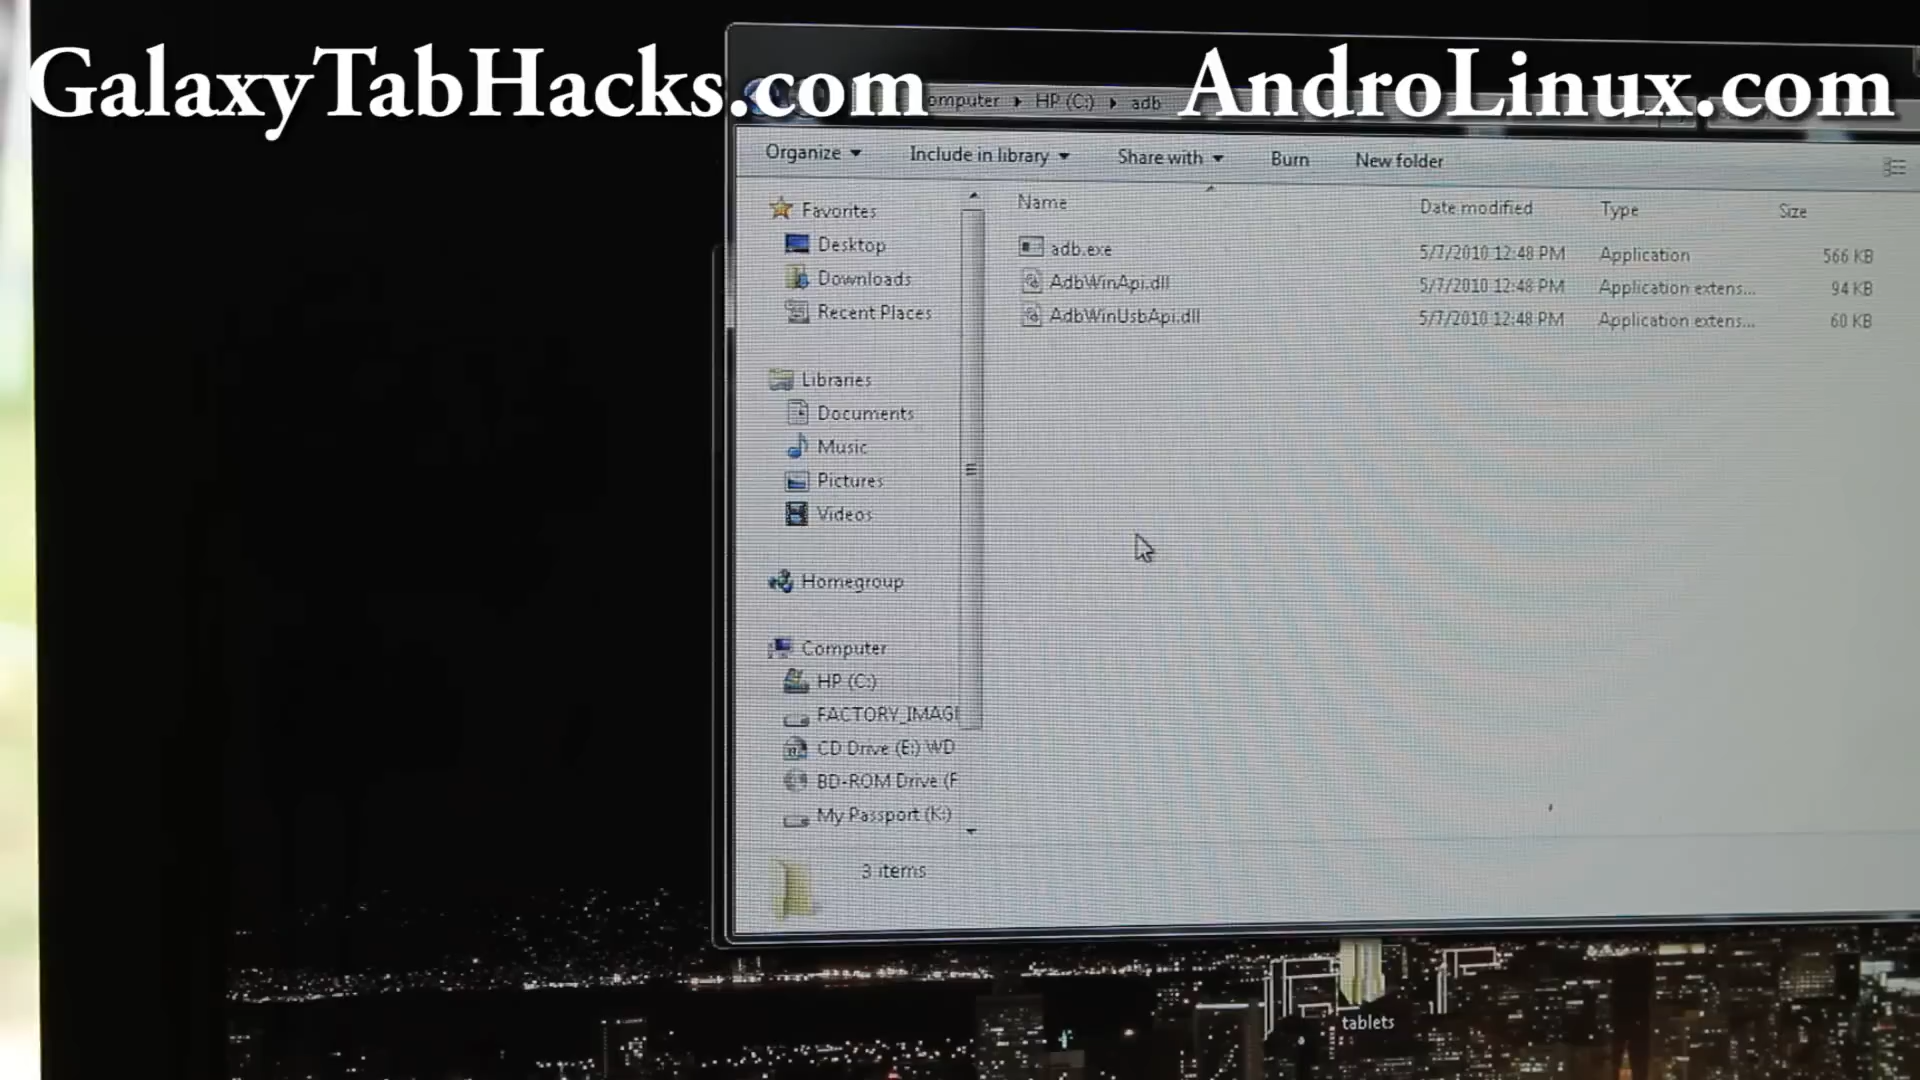 GalaxyTabHacks.com
AndroLinux.com
omputer HP (C:) adb
Organize Include in library Share with Burn New folder
Name Date modified Type Size
adb.exe 5/7/2010 12:48 PM Application 566 KB
AdbWinApi.dll 5/7/2010 12:48 PM Application extens... 94 KB
AdbWinUsbApi.dll 5/7/2010 12:48 PM Application extens... 60 KB
Favorites
Desktop
Downloads
Recent Places
Libraries
Documents
Music
Pictures
Videos
Homegroup
Computer
HP (C:)
FACTORY_IMAG
CD Drive (E:) WD
BD-ROM Drive (F
My Passport (K:)
3 items
tablets